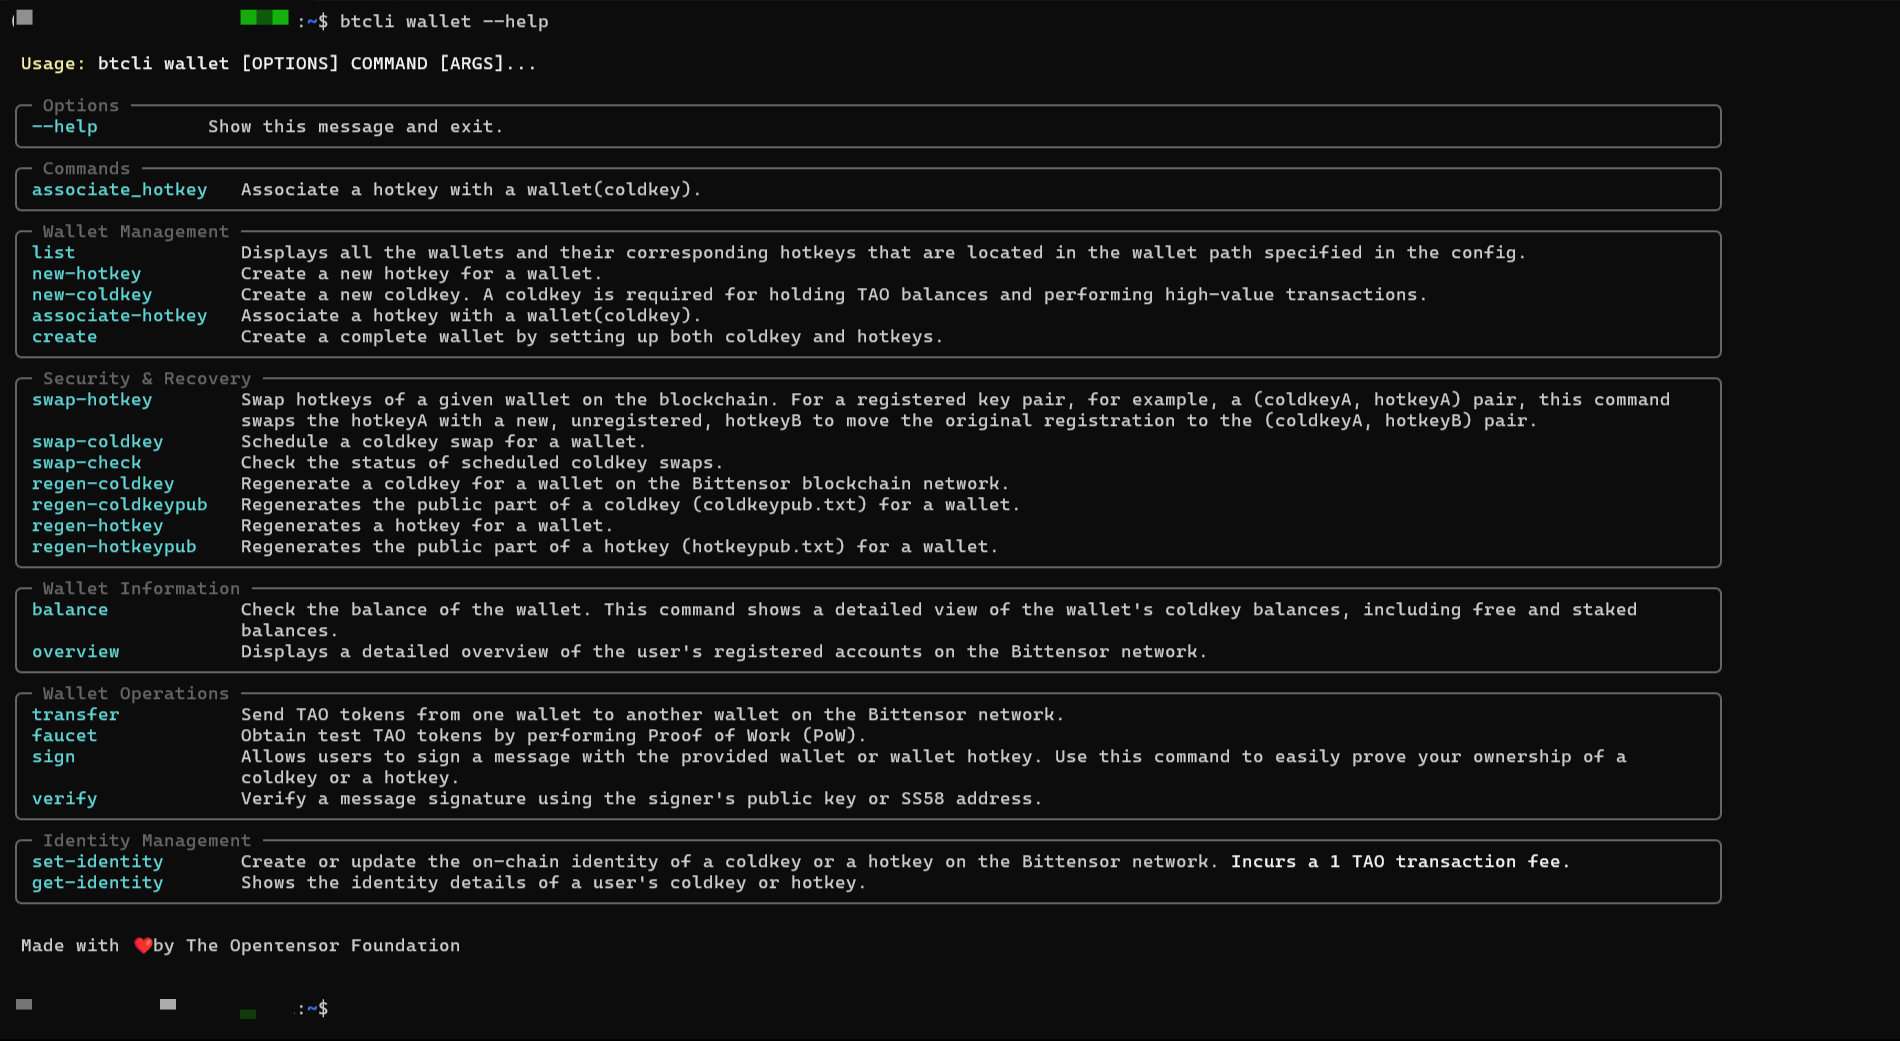 :~$ btcli wallet --help
Usage: btcli wallet [OPTIONS] COMMAND [ARGS]...
Options
--help Show this message and exit.
Commands
associate_hotkey Associate a hotkey with a wallet(coldkey).
Wallet Management
list Displays all the wallets and their corresponding hotkeys that are located in the wallet path specified in the config.
new-hotkey Create a new hotkey for a wallet.
new-coldkey Create a new coldkey. A coldkey is required for holding TAO balances and performing high-value transactions.
associate-hotkey Associate a hotkey with a wallet(coldkey).
create Create a complete wallet by setting up both coldkey and hotkeys.
Security & Recovery
swap-hotkey Swap hotkeys of a given wallet on the blockchain. For a registered key pair, for example, a (coldkeyA, hotkeyA) pair, this command
swaps the hotkeyA with a new, unregistered, hotkeyB to move the original registration to the (coldkeyA, hotkeyB) pair.
swap-coldkey Schedule a coldkey swap for a wallet.
swap-check Check the status of scheduled coldkey swaps.
regen-coldkey Regenerate a coldkey for a wallet on the Bittensor blockchain network.
regen-coldkeypub Regenerates the public part of a coldkey (coldkeypub.txt) for a wallet.
regen-hotkey Regenerates a hotkey for a wallet.
regen-hotkeypub Regenerates the public part of a hotkey (hotkeypub.txt) for a wallet.
Wallet Information
balance Check the balance of the wallet. This command shows a detailed view of the wallet's coldkey balances, including free and staked
balances.
overview Displays a detailed overview of the user's registered accounts on the Bittensor network.
Wallet Operations
transfer Send TAO tokens from one wallet to another wallet on the Bittensor network.
faucet Obtain test TAO tokens by performing Proof of Work (PoW).
sign Allows users to sign a message with the provided wallet or wallet hotkey. Use this command to easily prove your ownership of a
coldkey or a hotkey.
verify Verify a message signature using the signer's public key or SS58 address.
Identity Management
set-identity Create or update the on-chain identity of a coldkey or a hotkey on the Bittensor network. Incurs a 1 TAO transaction fee.
get-identity Shows the identity details of a user's coldkey or hotkey.
Made with ❤️by The Openτensor Foundaτion
:~$